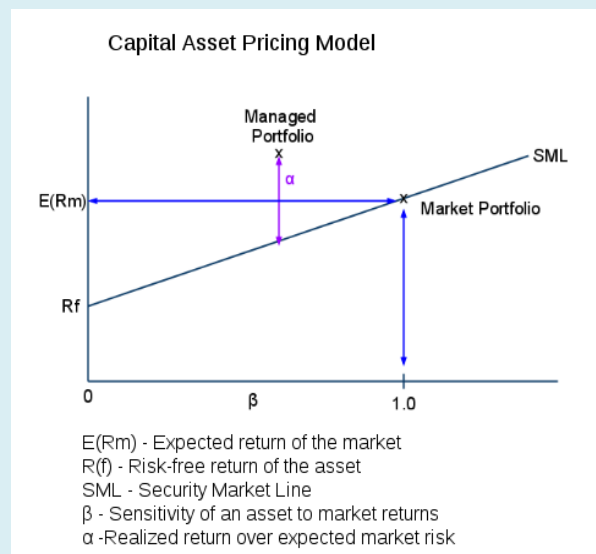 Capital Asset Pricing Model
Managed
Portfolio
x
α
SML
E(Rm)
x
Market Portfolio
Rf
0
β
1.0
E(Rm) - Expected return of the market
R(f) - Risk-free return of the asset
SML - Security Market Line
β - Sensitivity of an asset to market returns
α -Realized return over expected market risk